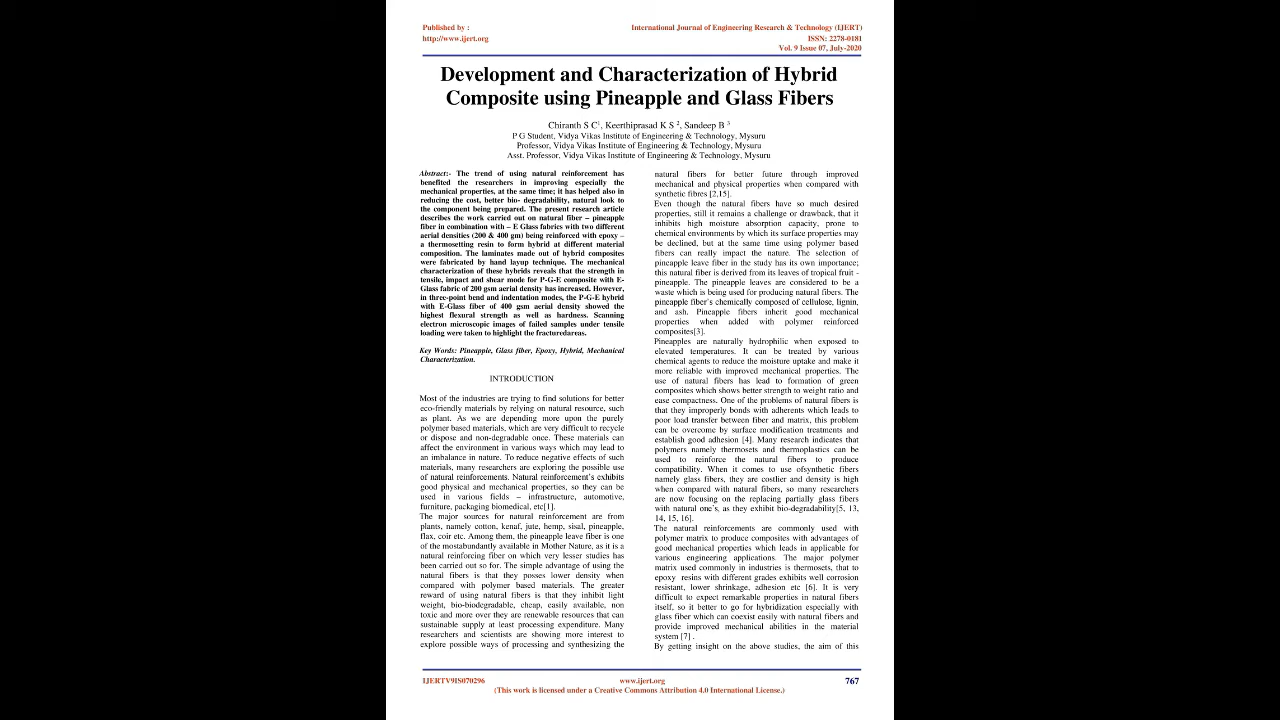 Published by :
http://www.ijert.org
International Journal of Engineering Research & Technology (IJERT)
ISSN: 2278-0181
Vol. 9 Issue 07, July-2020
Development and Characterization of Hybrid
Composite using Pineapple and Glass Fibers
Chiranth S C1, Keerthiprasad K S 2, Sandeep B 3
P G Student, Vidya Vikas Institute of Engineering & Technology, Mysuru
Professor, Vidya Vikas Institute of Engineering & Technology, Mysuru
Asst. Professor, Vidya Vikas Institute of Engineering & Technology, Mysuru
Abstract:- The trend of using natural reinforcement has
benefited the researchers in improving especially the
mechanical properties, at the same time; it has helped also in
reducing the cost, better bio- degradability, natural look to
the component being prepared. The present research article
describes the work carried out on natural fiber – pineapple
fiber in combination with – E Glass fabrics with two different
aerial densities (200 & 400 gm) being reinforced with epoxy –
a thermosetting resin to form hybrid at different material
composition. The laminates made out of hybrid composites
were fabricated by hand layup technique. The mechanical
characterization of these hybrids reveals that the strength in
tensile, impact and shear mode for P-G-E composite with E-
Glass fabric of 200 gsm aerial density has increased. However,
in three-point bend and indentation modes, the P-G-E hybrid
with E-Glass fiber of 400 gsm aerial density showed the
highest flexural strength as well as hardness. Scanning
electron microscopic images of failed samples under tensile
loading were taken to highlight the fracturedareas.
Key Words: Pineapple, Glass fiber, Epoxy, Hybrid, Mechanical
Characterization.
INTRODUCTION
Most of the industries are trying to find solutions for better
eco-friendly materials by relying on natural resource, such
as plant. As we are depending more upon the purely
polymer based materials, which are very difficult to recycle
or dispose and non-degradable once. These materials can
affect the environment in various ways which may lead to
an imbalance in nature. To reduce negative effects of such
materials, many researchers are exploring the possible use
of natural reinforcements. Natural reinforcement's exhibits
good physical and mechanical properties, so they can be
used in various fields – infrastructure, automotive,
furniture, packaging biomedical, etc[1].
The major sources for natural reinforcement are from
plants, namely cotton, kenaf, jute, hemp, sisal, pineapple,
flax, coir etc. Among them, the pineapple leave fiber is one
of the mostabundantly available in Mother Nature, as it is a
natural reinforcing fiber on which very lesser studies has
been carried out so for. The simple advantage of using the
natural fibers is that they posses lower density when
compared with polymer based materials. The greater
reward of using natural fibers is that they inhibit light
weight, bio-biodegradable, cheap, easily available, non
toxic and more over they are renewable resources that can
sustainable supply at least processing expenditure. Many
researchers and scientists are showing more interest to
explore possible ways of processing and synthesizing the
natural fibers for better future through improved
mechanical and physical properties when compared with
synthetic fibres [2,15].
Even though the natural fibers have so much desired
properties, still it remains a challenge or drawback, that it
inhibits high moisture absorption capacity, prone to
chemical environments by which its surface properties may
be declined, but at the same time using polymer based
fibers can really impact the nature. The selection of
pineapple leave fiber in the study has its own importance;
this natural fiber is derived from its leaves of tropical fruit -
pineapple. The pineapple leaves are considered to be a
waste which is being used for producing natural fibers. The
pineapple fiber's chemically composed of cellulose, lignin,
and ash. Pineapple fibers inherit good mechanical
properties when added with polymer reinforced
composites[3].
Pineapples are naturally hydrophilic when exposed to
elevated temperatures. It can be treated by various
chemical agents to reduce the moisture uptake and make it
more reliable with improved mechanical properties. The
use of natural fibers has lead to formation of green
composites which shows better strength to weight ratio and
ease compactness. One of the problems of natural fibers is
that they improperly bonds with adherents which leads to
poor load transfer between fiber and matrix, this problem
can be overcome by surface modification treatments and
establish good adhesion [4]. Many research indicates that
polymers namely thermosets and thermoplastics can be
used to reinforce the natural fibers to produce
compatibility. When it comes to use ofsynthetic fibers
namely glass fibers, they are costlier and density is high
when compared with natural fibers, so many researchers
are now focusing on the replacing partially glass fibers
with natural one's, as they exhibit bio-degradability[5, 13,
14, 15, 16].
The natural reinforcements are commonly used with
polymer matrix to produce composites with advantages of
good mechanical properties which leads in applicable for
various engineering applications. The major polymer
matrix used commonly in industries is thermosets, that to
epoxy resins with different grades exhibits well corrosion
resistant, lower shrinkage, adhesion etc [6]. It is very
difficult to expect remarkable properties in natural fibers
itself, so it better to go for hybridization especially with
glass fiber which can coexist easily with natural fibers and
provide improved mechanical abilities in the material
system [7] .
By getting insight on the above studies, the aim of this
IJERTV9IS070296
www.ijert.org
767
(This work is licensed under a Creative Commons Attribution 4.0 International License.)